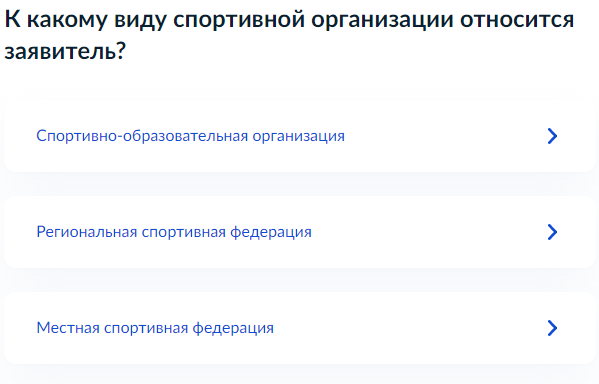 К какому виду спортивной организации относится
заявитель?
Спортивно-образовательная организация
Региональная спортивная федерация
Местная спортивная федерация